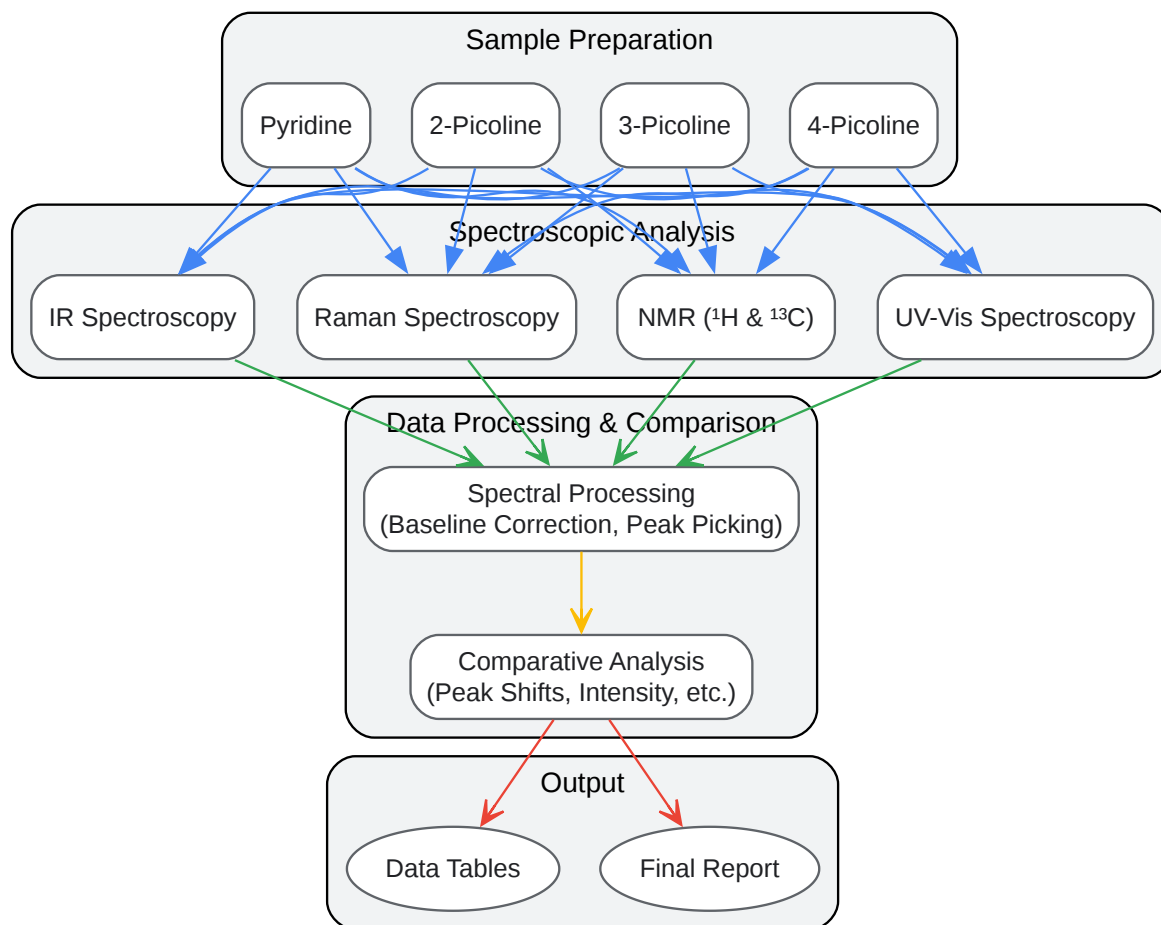 Sample Preparation
Pyridine
2-Picoline
3-Picoline
4-Picoline
Spectroscopic Analysis
IR Spectroscopy
Raman Spectroscopy
NMR (¹H & ¹³C)
UV-Vis Spectroscopy
Data Processing & Comparison
Spectral Processing
(Baseline Correction, Peak Picking)
Comparative Analysis
(Peak Shifts, Intensity, etc.)
Output
Data Tables
Final Report